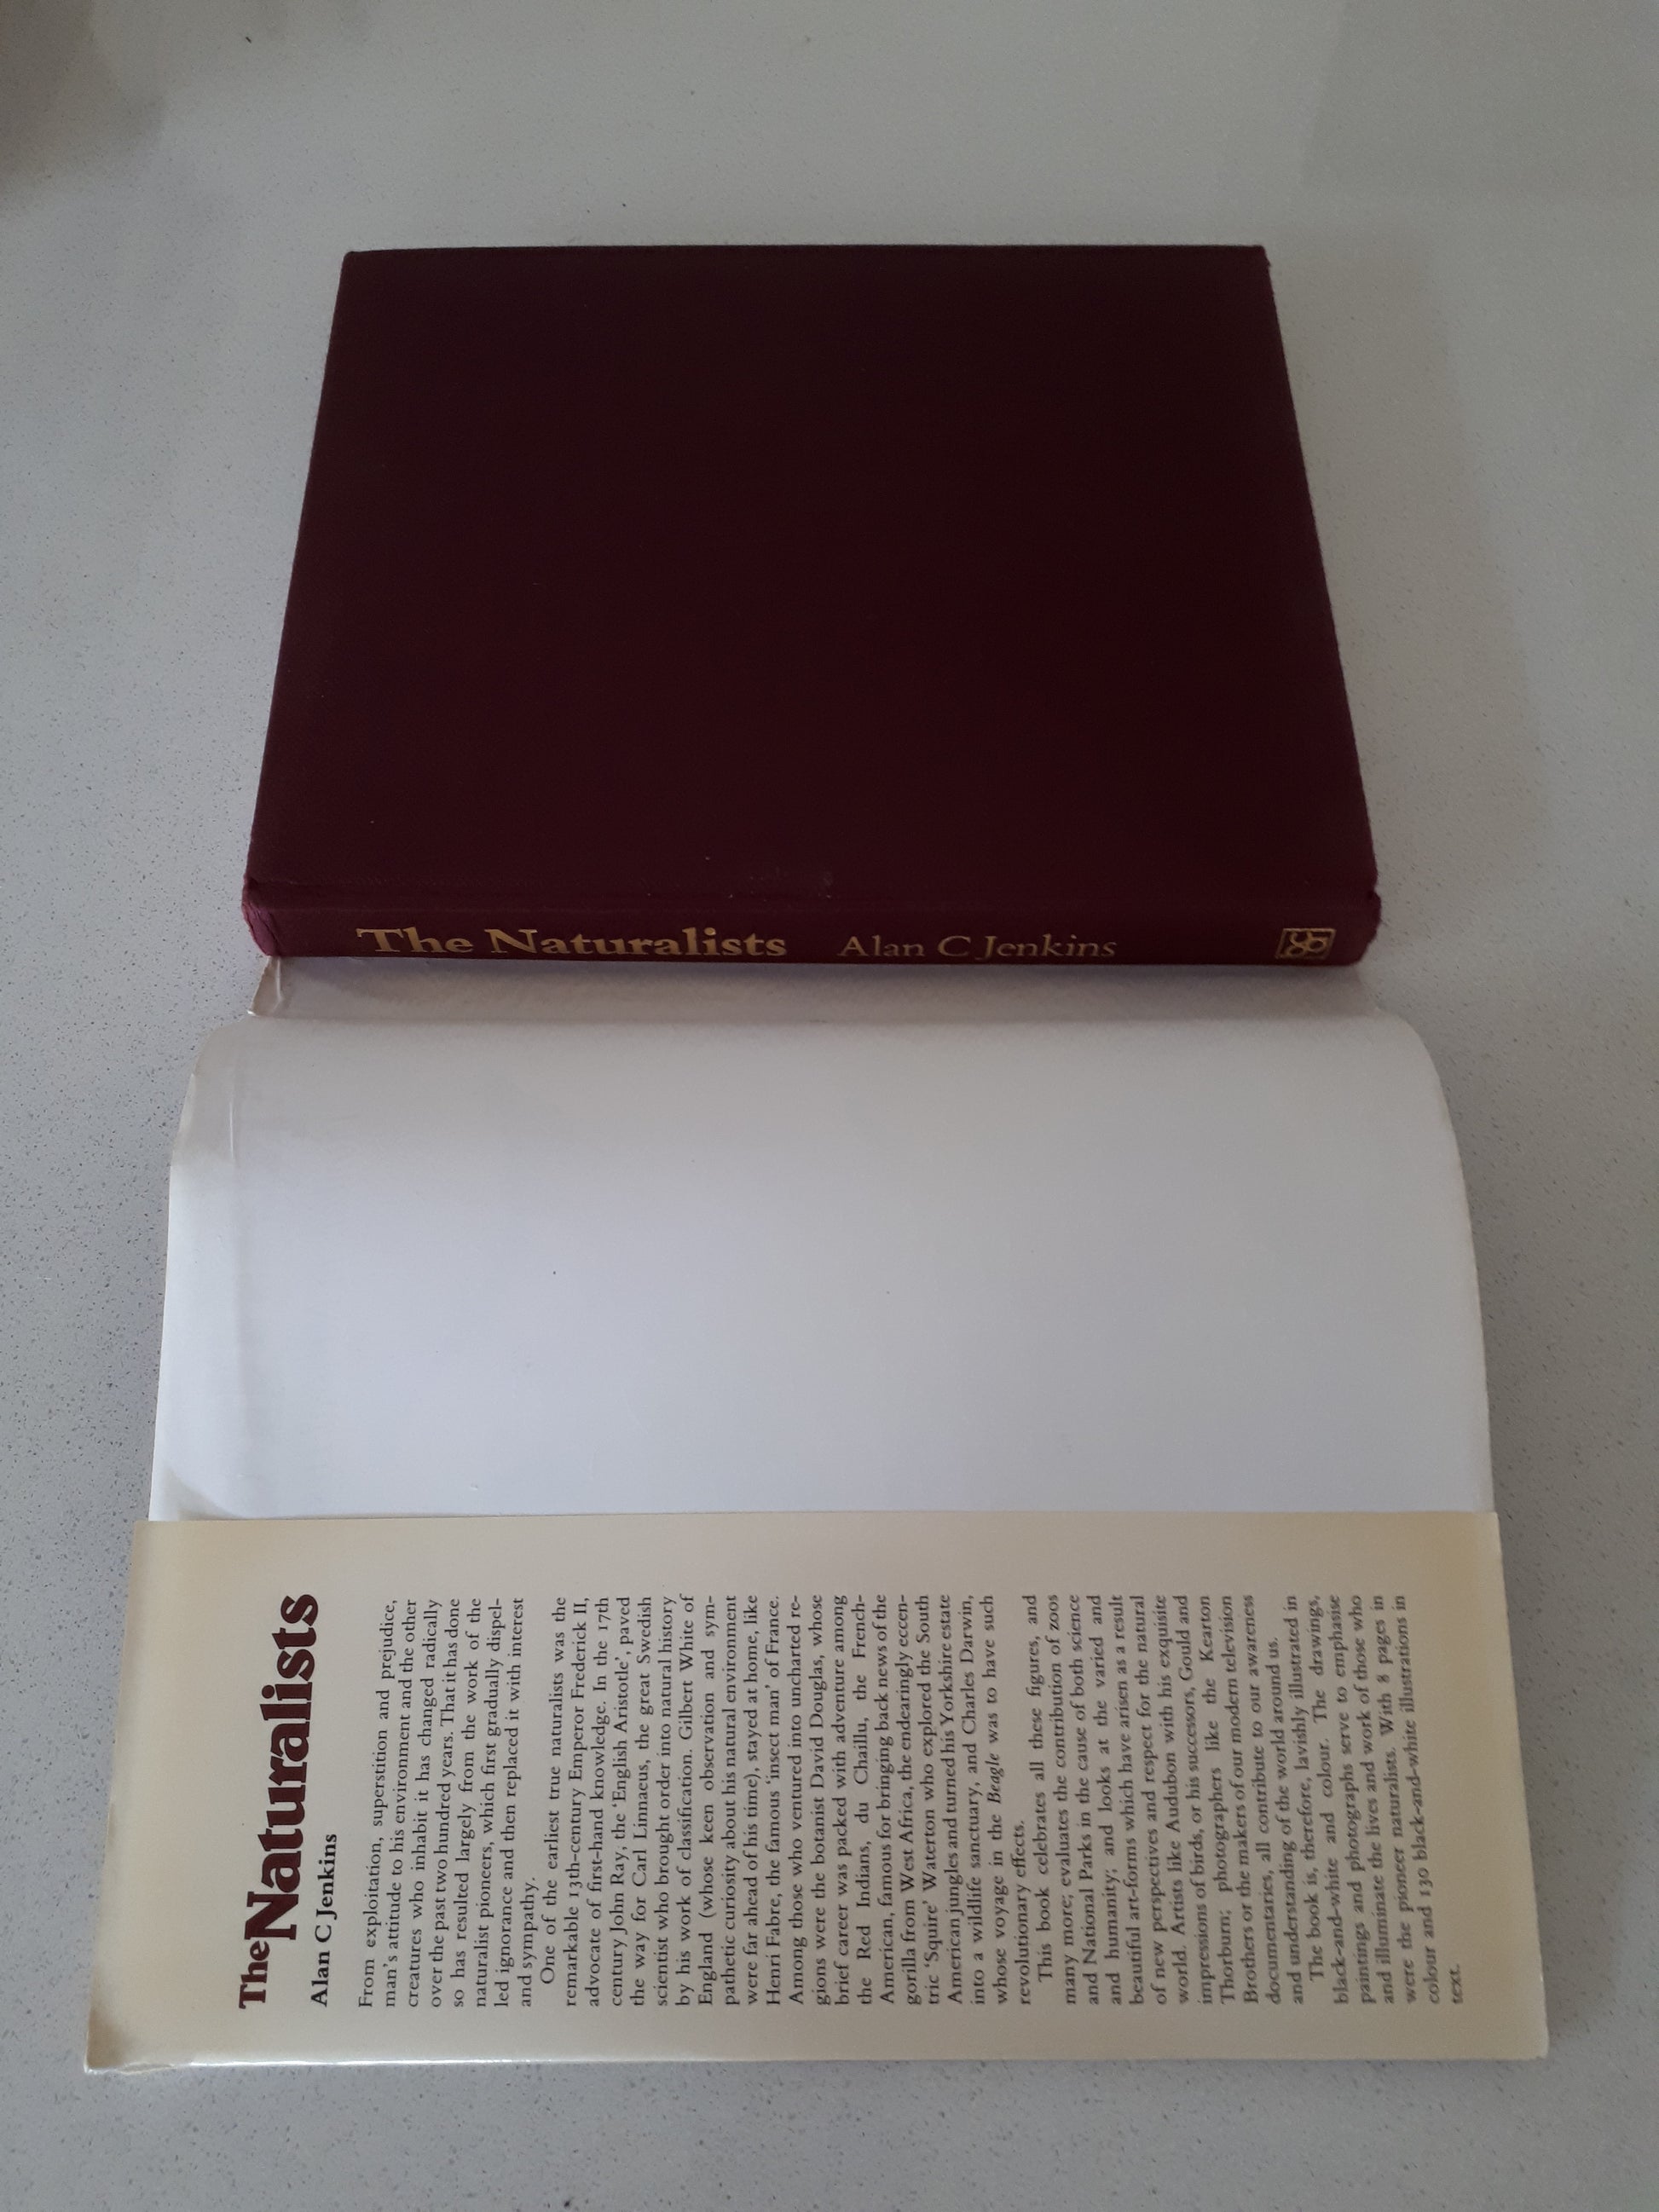 The Naturalists Alan C Jenkins
The Naturalists
Alan C Jenkins
From exploitation, superstition and prejudice,
man's attitude to his environment and the other
creatures who inhabit it has changed radically
over the past two hundred years. That it has done
so has resulted largely from the work of the
naturalist pioneers, which first gradually dispel-
led ignorance and then replaced it with interest
and sympathy.
One of the earliest true naturalists was the
remarkable 13th-century Emperor Frederick II,
advocate of first-hand knowledge. In the 17th
century John Ray, the 'English Aristotle', paved
the way for Carl Linnaeus, the great Swedish
scientist who brought order into natural history
by his work of classification. Gilbert White of
England (whose keen observation and sym-
pathetic curiosity about his natural environment
were far ahead of his time), stayed at home, like
Henri Fabre, the famous 'insect man' of France.
Among those who ventured into uncharted re-
gions were the botanist David Douglas, whose
brief career was packed with adventure among
the Red Indians, du Chaillu, the French-
American, famous for bringing back news of the
gorilla from West Africa, the endearingly eccen-
tric 'Squire' Waterton who explored the South
American jungles and turned his Yorkshire estate
into a wildlife sanctuary, and Charles Darwin,
whose voyage in the Beagle was to have such
revolutionary effects.
This book celebrates all these figures, and
many more; evaluates the contribution of zoos
and National Parks in the cause of both science
and humanity; and looks at the varied and
beautiful art-forms which have arisen as a result
of new perspectives and respect for the natural
world. Artists like Audubon with his exquisite
impressions of birds, or his successors, Gould and
Thorburn; photographers like the Kearton
Brothers or the makers of our modern television
documentaries, all contribute to our awareness
and understanding of the world around us.
The book is, therefore, lavishly illustrated in
black-and-white and colour. The drawings,
paintings and photographs serve to emphasise
and illuminate the lives and work of those who
were the pioneer naturalists. With 8 pages in
colour and 130 black-and-white illustrations in
text.